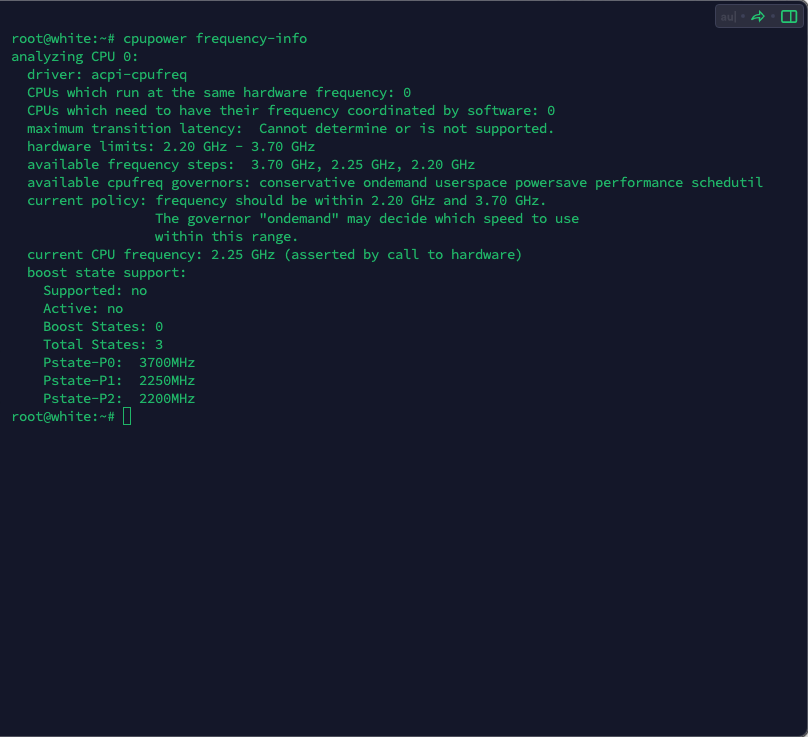 au
root@white:~# cpupower frequency-info
analyzing CPU 0:
  driver: acpi-cpufreq
  CPUs which run at the same hardware frequency: 0
  CPUs which need to have their frequency coordinated by software: 0
  maximum transition latency:  Cannot determine or is not supported.
  hardware limits: 2.20 GHz - 3.70 GHz
  available frequency steps:  3.70 GHz, 2.25 GHz, 2.20 GHz
  available cpufreq governors: conservative ondemand userspace powersave performance schedutil
  current policy: frequency should be within 2.20 GHz and 3.70 GHz.
                  The governor "ondemand" may decide which speed to use
                  within this range.
  current CPU frequency: 2.25 GHz (asserted by call to hardware)
  boost state support:
    Supported: no
    Active: no
    Boost States: 0
    Total States: 3
    Pstate-P0:  3700MHz
    Pstate-P1:  2250MHz
    Pstate-P2:  2200MHz
root@white:~#